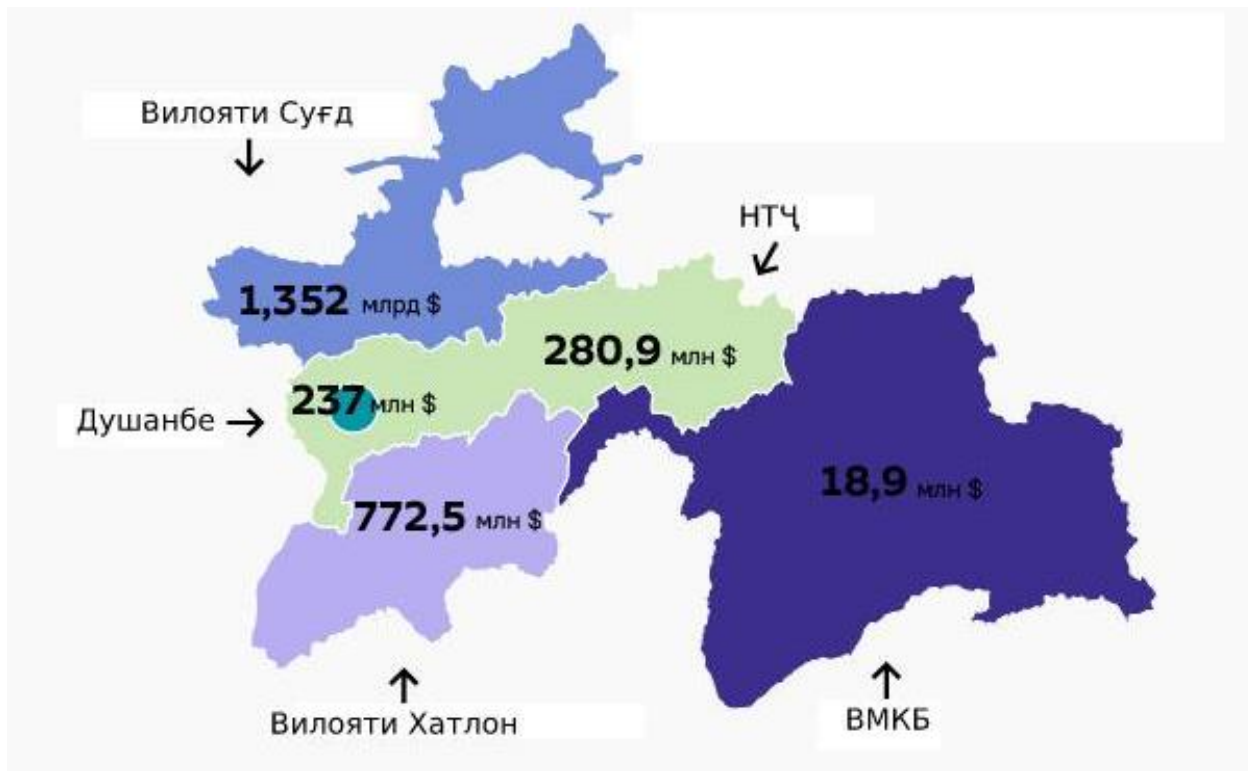 Вилояти Суғд
НТҶ
1,352 млрд $
280,9 млн $
237 млн $
Душанбе
18,9 млн $
772,5 млн $
Вилояти Хатлон
ВМКБ